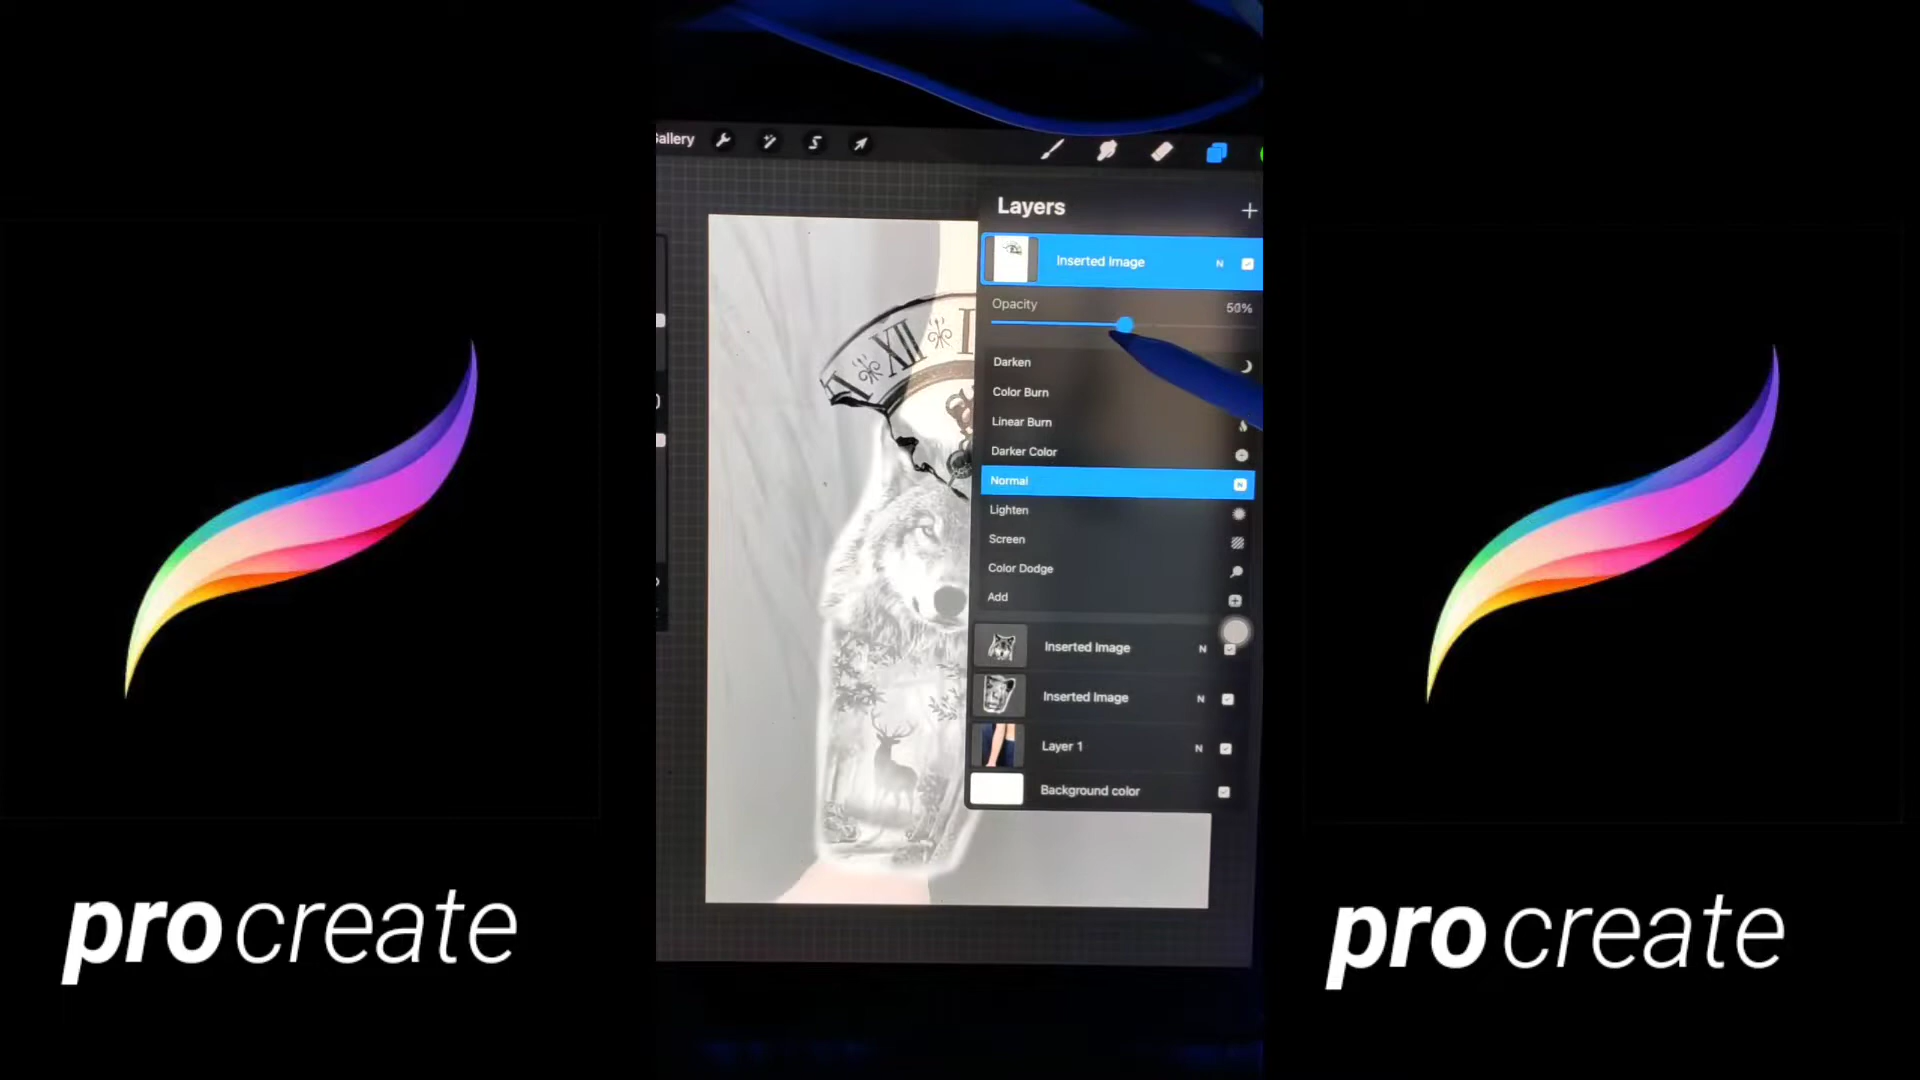 Gallery
Layers
Inserted Image N
Opacity 50%
Darken
Color Burn
Linear Burn
Darker Color
Normal N
Lighten
Screen
Color Dodge
Add
Inserted Image N
Inserted Image N
Layer 1 N
Background color
XII
procreate
procreate